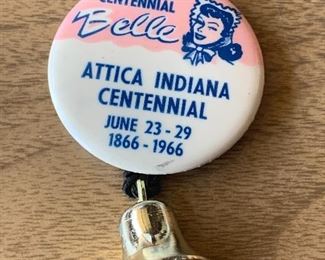 CENTENNIAL
Belle
ATTICA INDIANA
CENTENNIAL
JUNE 23-29
1866-1966